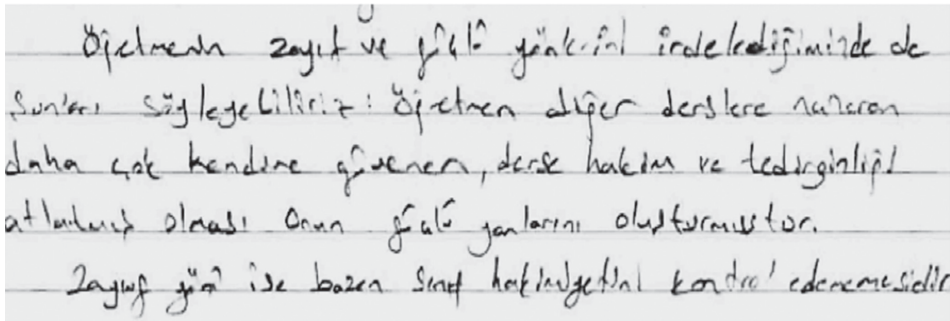 Öğretmenin zayıf ve güçlü yönlerini irdelediğimizde de
şunları söyleyebiliriz: Öğretmen diğer derslere nazaran
daha çok kendine güvenen, derse hakim ve tedirginliği
atlatmış olması onun güçlü yanlarını oluşturmuştur.
Zayıf yönü ise bazen sınıf hakimiyetini kontrol edememesidir